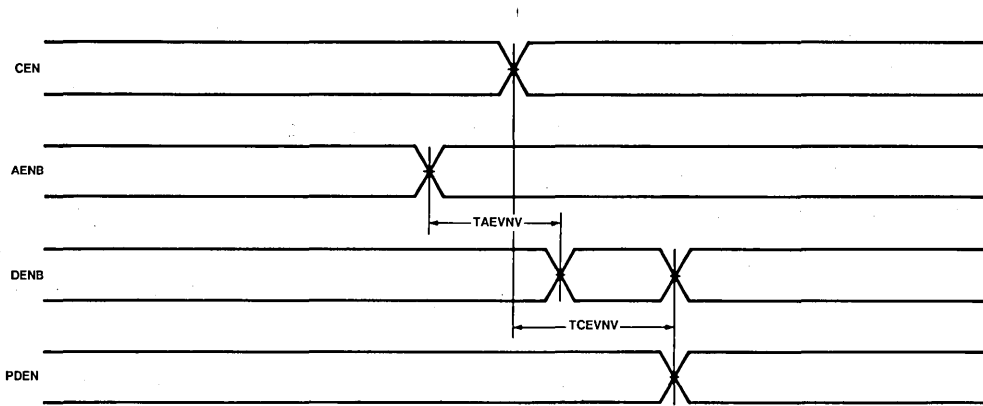 CEN
AENB
TAEVNV
DENB
TCEVNV
PDEN